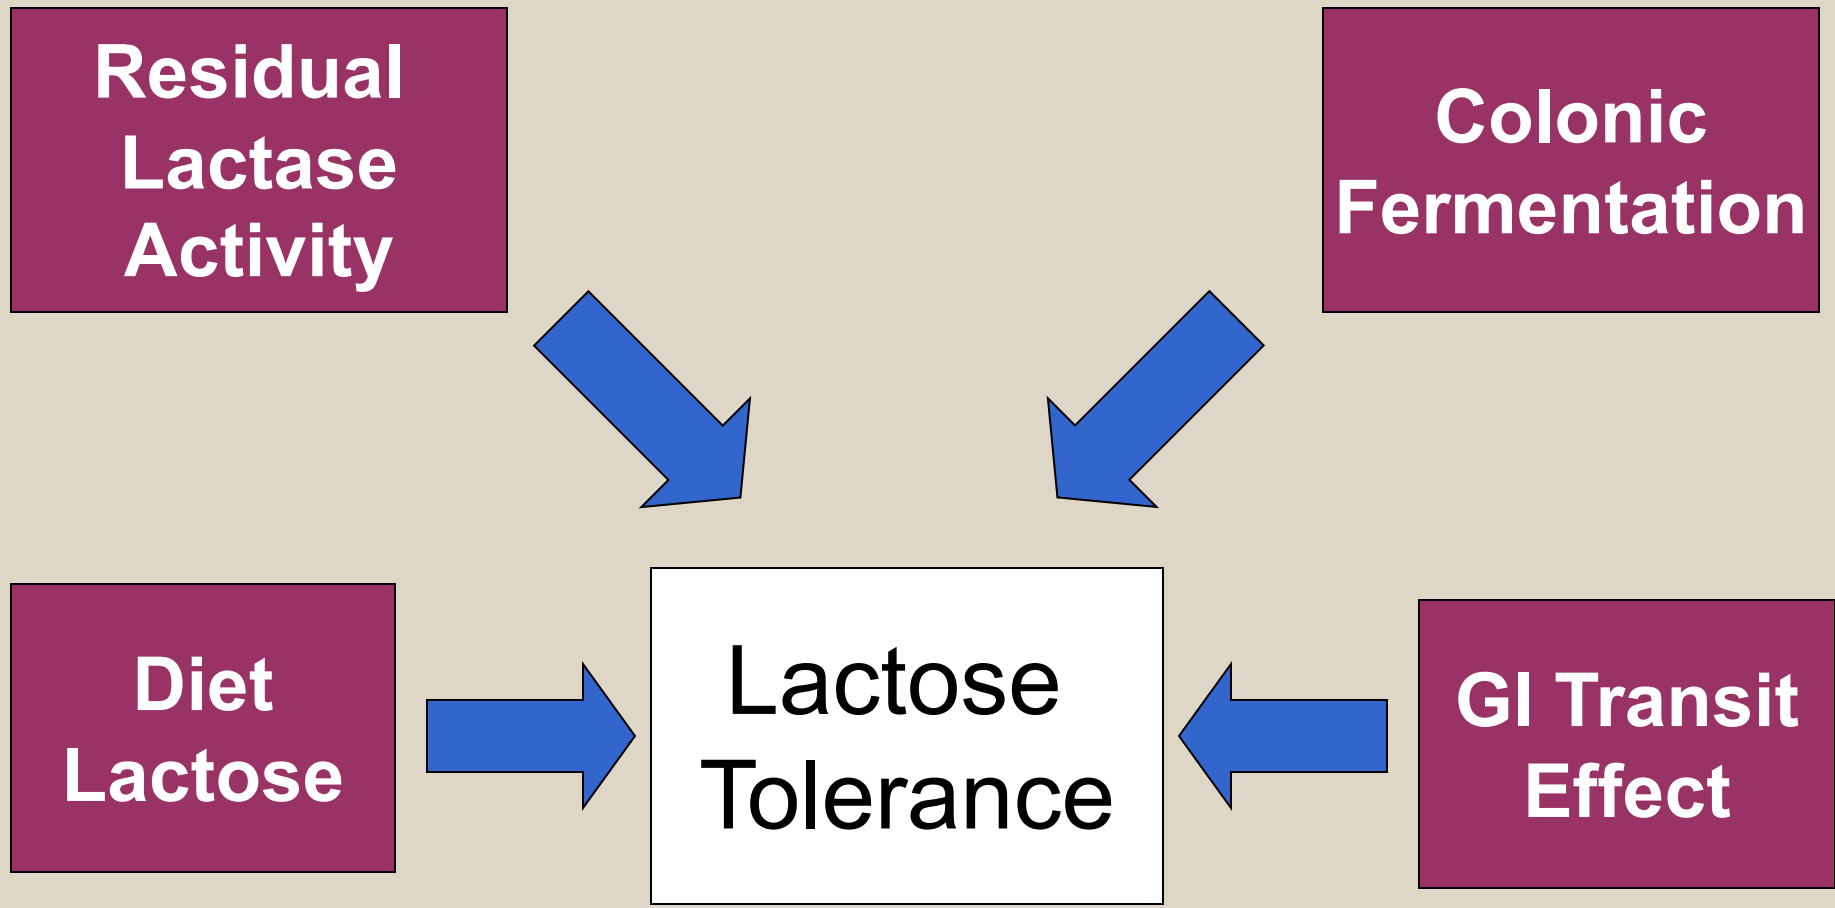 Residual
Lactase
Activity
Colonic
Fermentation
Diet
Lactose
Lactose
Tolerance
GI Transit
Effect